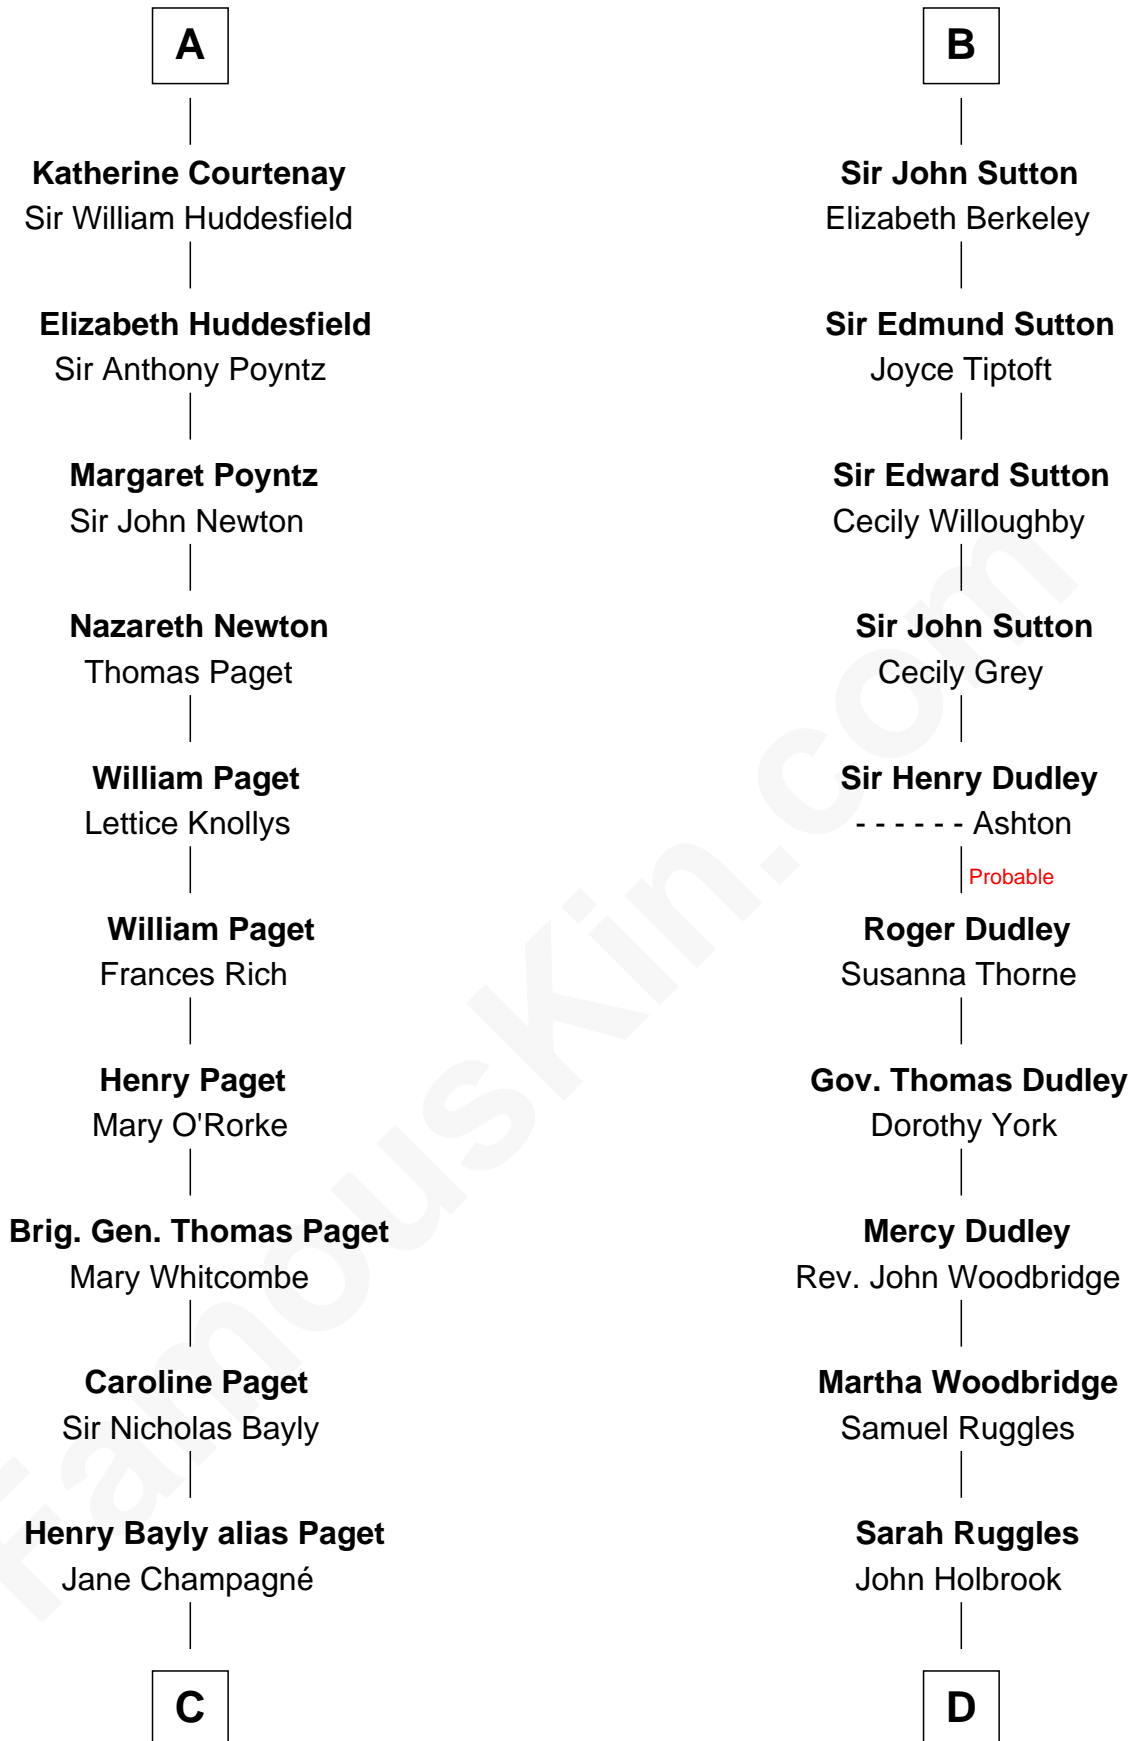 A
Katherine Courtenay
Sir William Huddesfield
Elizabeth Huddesfield
Sir Anthony Poyntz
Margaret Poyntz
Sir John Newton
Nazareth Newton
Thomas Paget
William Paget
Lettice Knollys
William Paget
Frances Rich
Henry Paget
Mary O'Rorke
Brig. Gen. Thomas Paget
Mary Whitcombe
Caroline Paget
Sir Nicholas Bayly
Henry Bayly alias Paget
Jane Champagné
C
B
Sir John Sutton
Elizabeth Berkeley
Sir Edmund Sutton
Joyce Tiptoft
Sir Edward Sutton
Cecily Willoughby
Sir John Sutton
Cecily Grey
Sir Henry Dudley
- - - - - - Ashton
Probable
Roger Dudley
Susanna Thorne
Gov. Thomas Dudley
Dorothy York
Mercy Dudley
Rev. John Woodbridge
Martha Woodbridge
Samuel Ruggles
Sarah Ruggles
John Holbrook
D
FamousKin.com